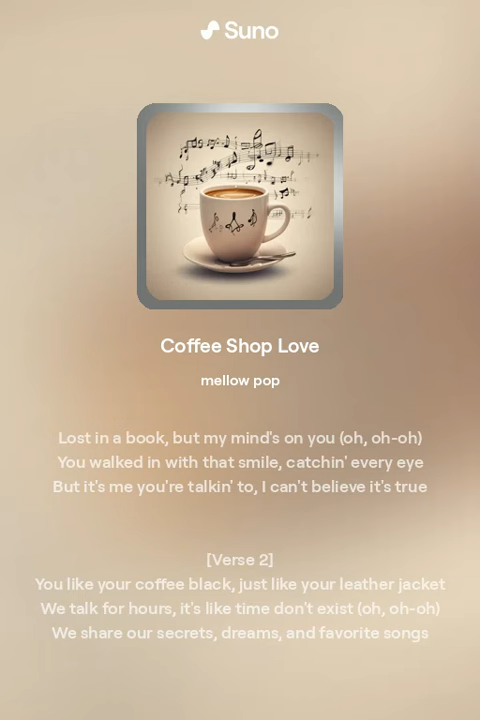 Suno
Coffee Shop Love
mellow pop
Lost in a book, but my mind's on you (oh, oh-oh)
You walked in with that smile, catchin' every eye
But it's me you're talkin' to, I can't believe it's true
[Verse 2]
You like your coffee black, just like your leather jacket
We talk for hours, it's like time don't exist (oh, oh-oh)
We share our secrets, dreams, and favorite songs